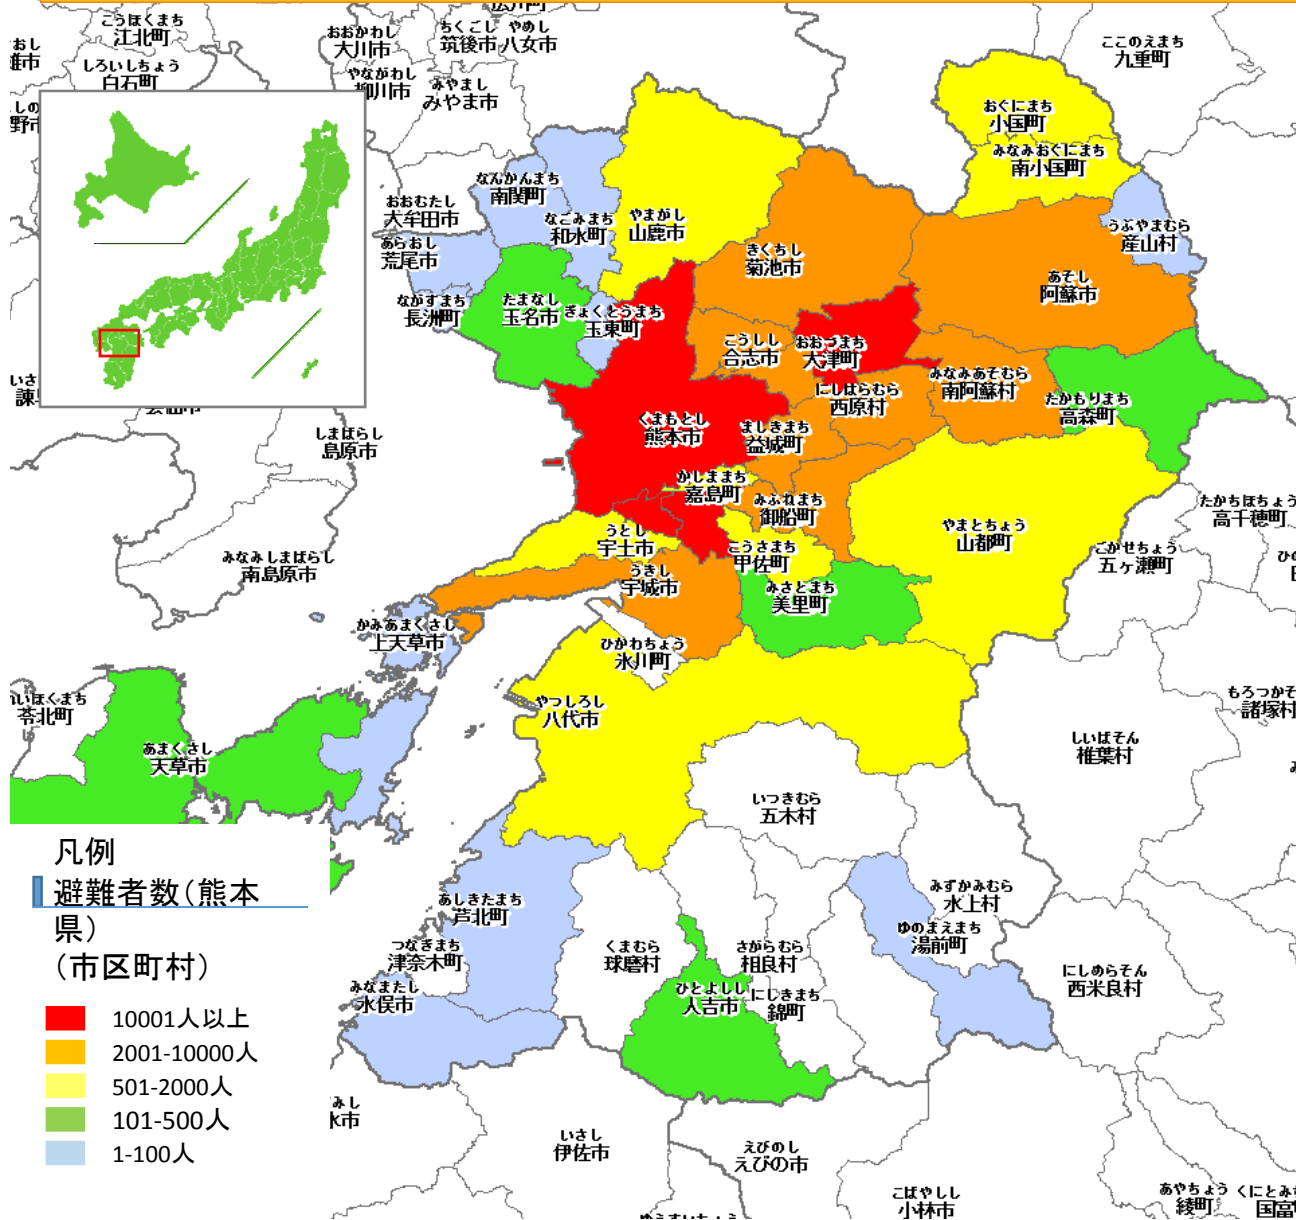 こうほくまち
江北町
おおかわし
大川市
ちくごし
筑後市
やめし
八女市
ここのえまち
九重町
しろいしちょう
白石町
やながわし
柳川市
みやまし
みやま市
おぐにまち
小国町
みなみおぐにまち
南小国町
なんかんまち
南関町
おおむたし
大牟田市
なごみまち
和水町
やまがし
山鹿市
うぶやまむら
産山村
あらおし
荒尾市
きくちし
菊池市
あそし
阿蘇市
ながすまち
長洲町
たまなし
玉名市
ぎょくとうまち
玉東町
こうしし
合志市
おおづまち
大津町
にしはらむら
西原村
みなみあそむら
南阿蘇村
たかもりまち
高森町
くまもとし
熊本市
ましきまち
益城町
しまばらし
島原市
かしままち
嘉島町
みふねまち
御船町
たかちほちょう
高千穂町
やまとちょう
山都町
ごかせちょう
五ヶ瀬町
うとし
宇土市
こうさまち
甲佐町
みなみしまばらし
南島原市
うきし
宇城市
みさとまち
美里町
かみあまくさし
上天草市
ひかわちょう
氷川町
苓北町
やつしろし
八代市
諸塚村
あまくさし
天草市
しいばそん
椎葉村
いつきむら
五木村
凡例
避難者数(熊本
県)
(市区町村)
10001人以上
2001-10000人
501-2000人
101-500人
1-100人
あしきたまち
芦北町
みずかみむら
水上村
ゆのまえまち
湯前町
つなぎまち
津奈木町
くまむら
球磨村
さがらむら
相良村
にしめらそん
西米良村
みなまたし
水俣市
ひとよしし
人吉市
にしきまち
錦町
いさし
伊佐市
えびのし
えびの市
こばやしし
小林市
あやちょう
綾町